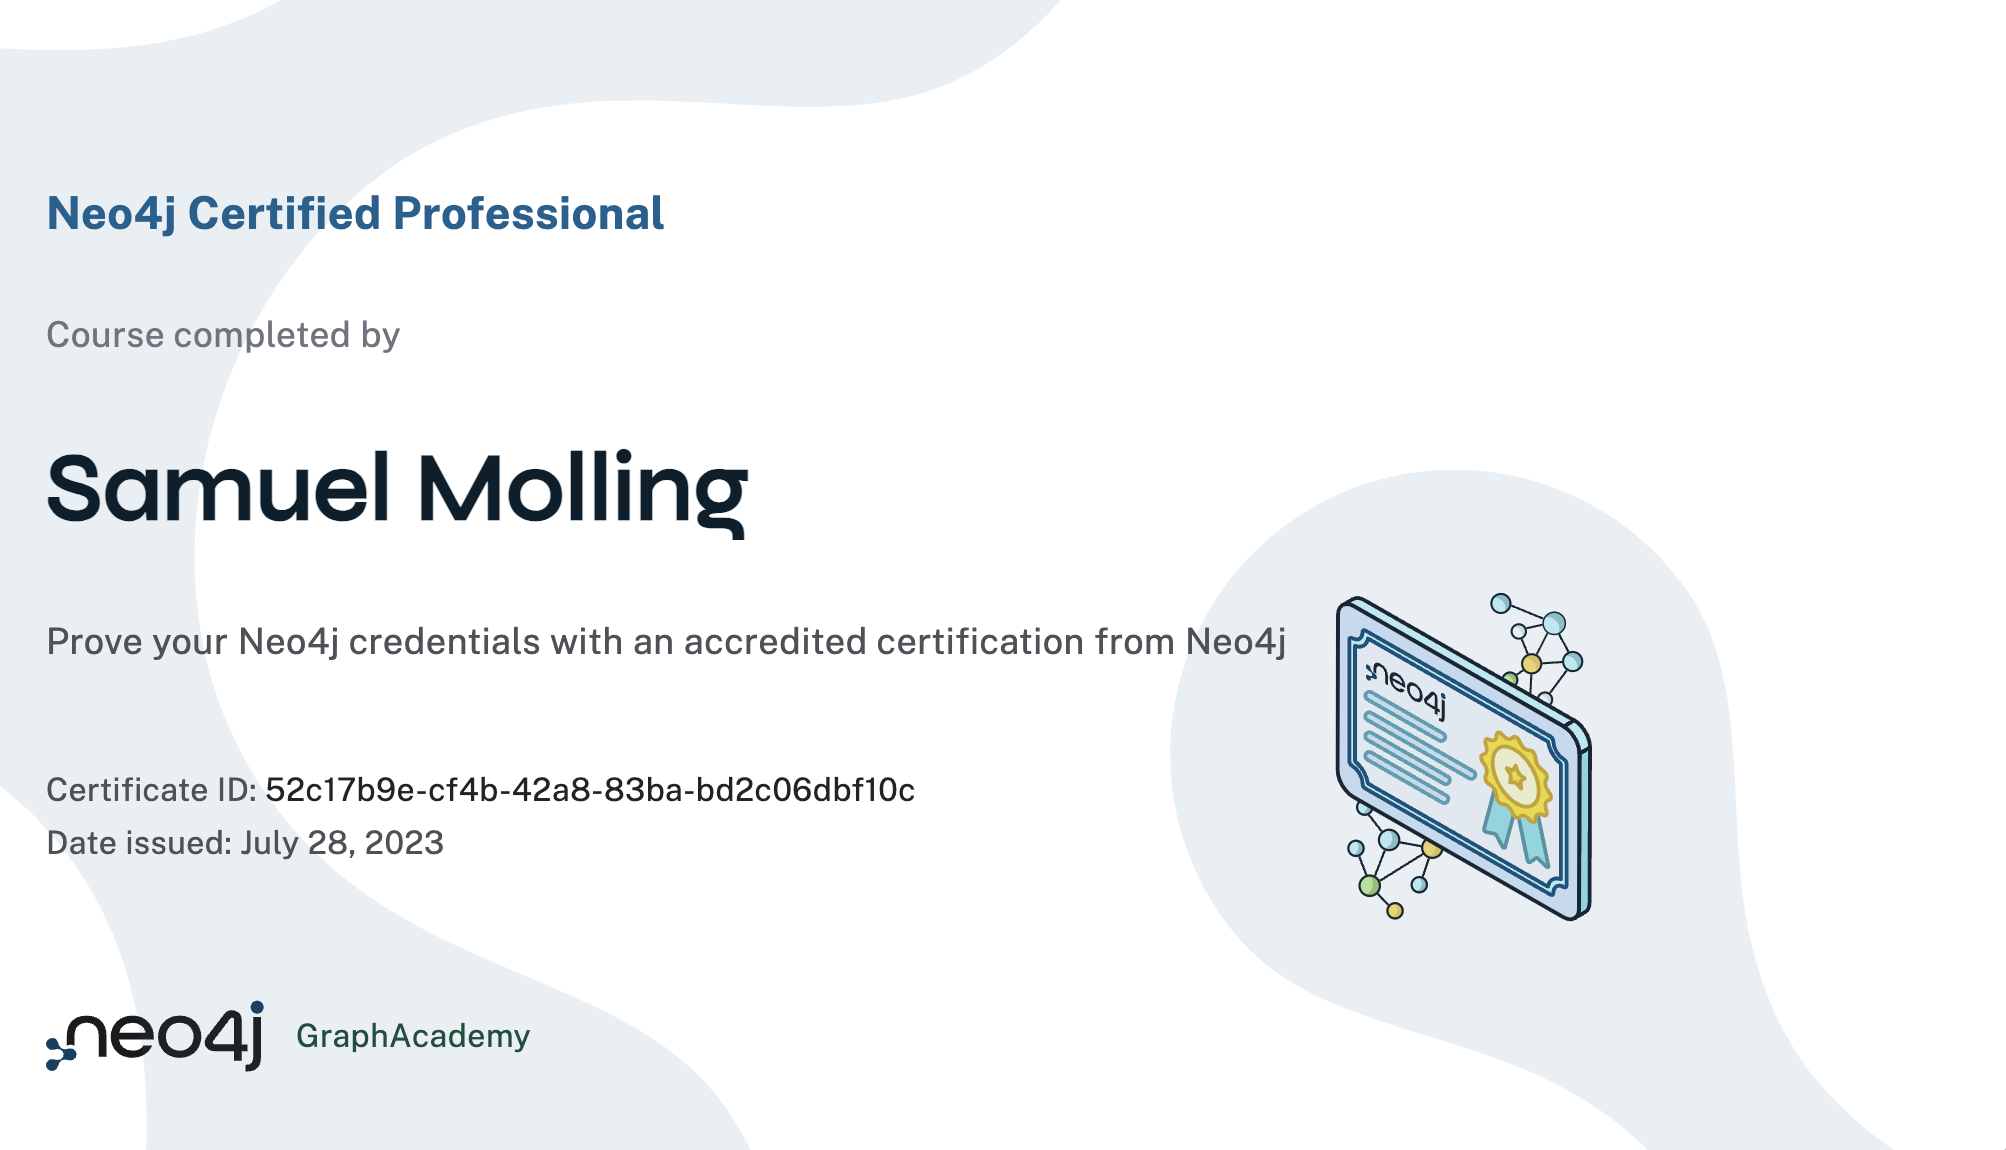 Neo4j Certified Professional
Course completed by
Samuel Molling
Prove your Neo4j credentials with an accredited certification from Neo4j
neo4j
Certificate ID: 52c17b9e-cf4b-42a8-83ba-bd2c06dbf10c
Date issued: July 28, 2023
neo4j GraphAcademy